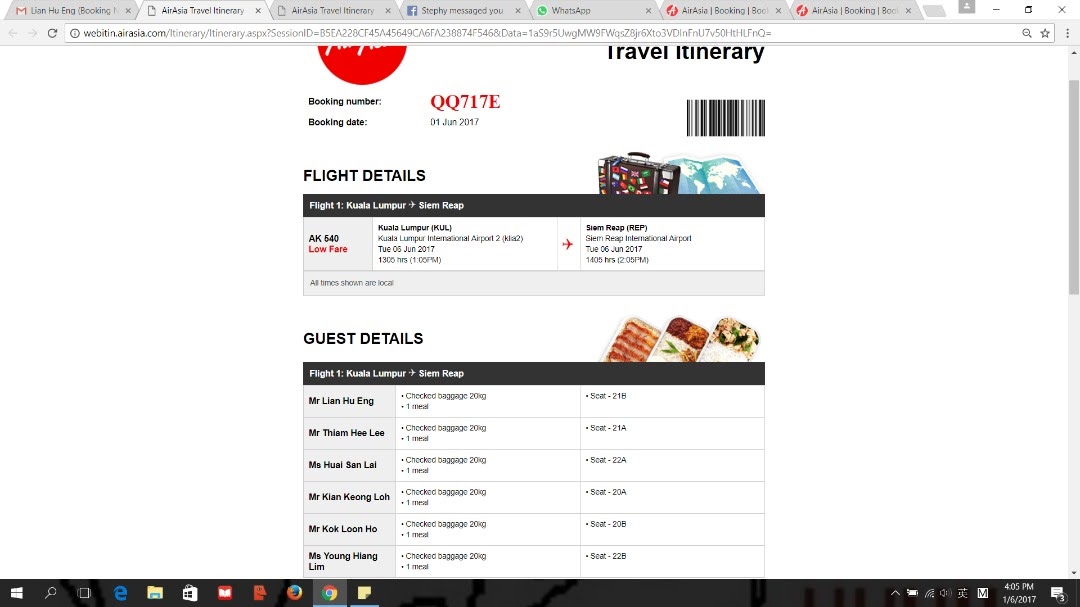 Lian Hu Eng (Booking N
AirAsia Travel Itinerary
AirAsia Travel Itinerary
Stephy messaged you
WhatsApp
AirAsia | Booking | Boo
AirAsia | Booking | Boo
webitin.airasia.com/Itinerary/Itinerary.aspx?SessionID=B5EA228CF45A45649CA6FA238874F546&Data=1aS9r5UwgMW9FWqsZ8jr6Xto3VDInFnU7v50HtHLFnQ=
AirAsia
Travel Itinerary
Booking number:
QQ717E
Booking date:
01 Jun 2017
FLIGHT DETAILS
Flight 1: Kuala Lumpur ✈ Siem Reap
AK 540
Low Fare
Kuala Lumpur (KUL)
Kuala Lumpur International Airport 2 (klia2)
Tue 06 Jun 2017
1305 hrs (1:05PM)
Siem Reap (REP)
Siem Reap International Airport
Tue 06 Jun 2017
1405 hrs (2:05PM)
All times shown are local
GUEST DETAILS
Flight 1: Kuala Lumpur ✈ Siem Reap
Mr Lian Hu Eng
• Checked baggage 20kg
• 1 meal
• Seat - 21B
Mr Thiam Hee Lee
• Checked baggage 20kg
• 1 meal
• Seat - 21A
Ms Huai San Lai
• Checked baggage 20kg
• 1 meal
• Seat - 22A
Mr Kian Keong Loh
• Checked baggage 20kg
• 1 meal
• Seat - 20A
Mr Kok Loon Ho
• Checked baggage 20kg
• 1 meal
• Seat - 20B
Ms Young Hiang
Lim
• Checked baggage 20kg
• 1 meal
• Seat - 22B
英
M
4:05 PM
1/6/2017
3